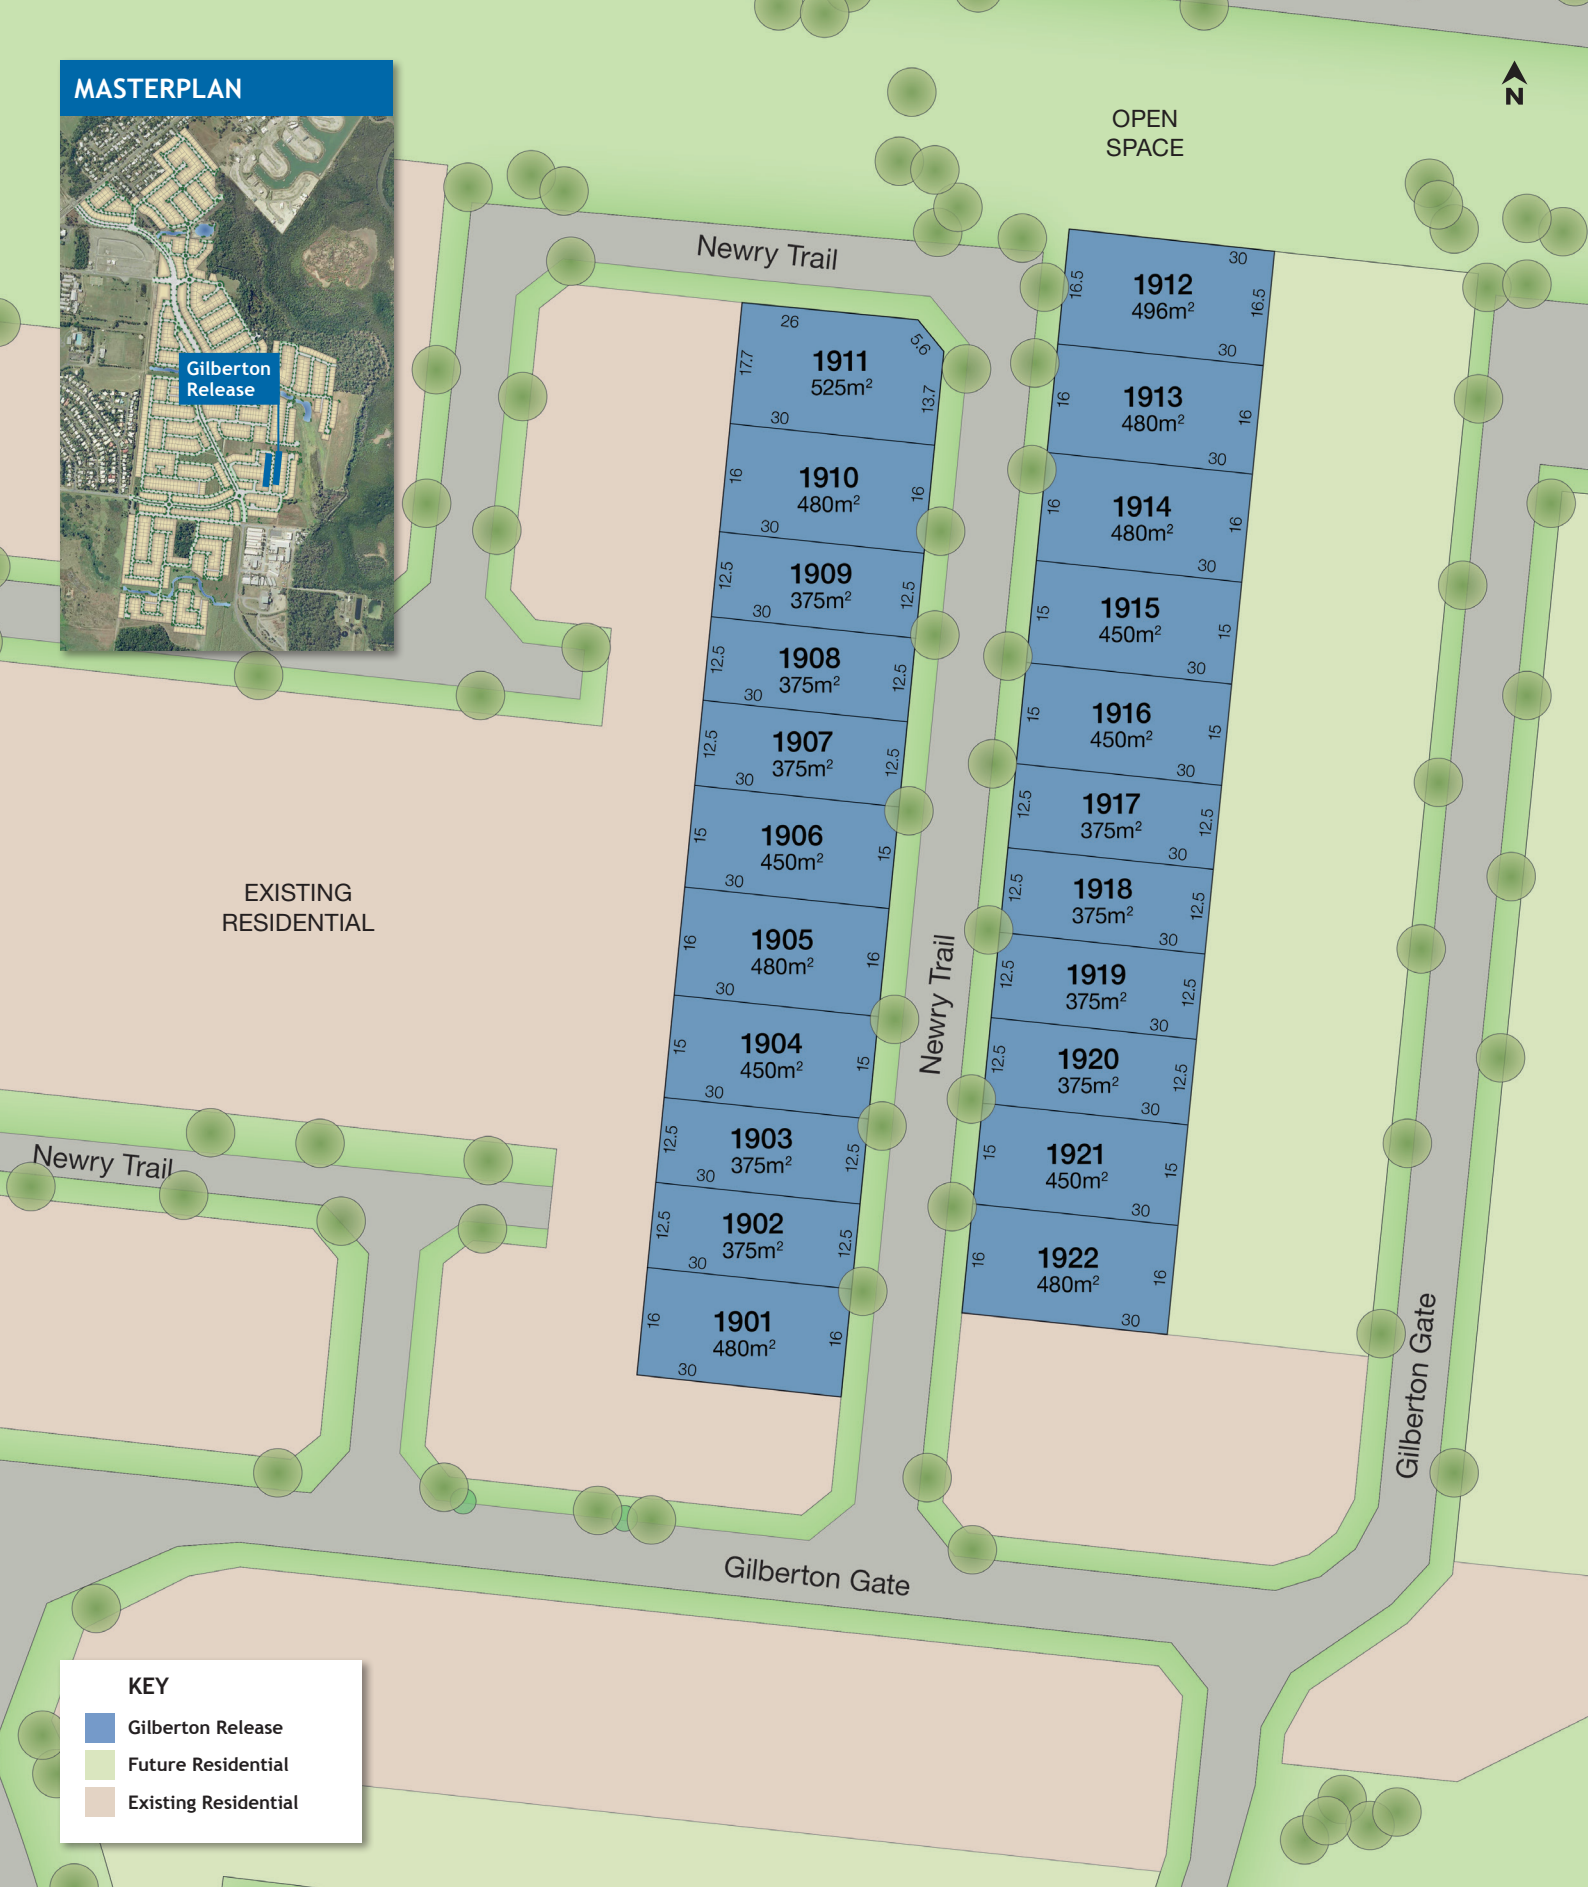 MASTERPLAN
Gilberton
Release
N
OPEN
SPACE
Newry Trail
26
5.6
17.7
1911
525m²
13.7
30
16
1910
480m²
16
30
12.5
1909
375m²
12.5
30
12.5
1908
375m²
12.5
30
12.5
1907
375m²
12.5
30
15
1906
450m²
15
30
16
1905
480m²
16
30
15
1904
450m²
15
30
12.5
1903
375m²
12.5
30
12.5
1902
375m²
12.5
30
16
1901
480m²
16
30
30
16.5
1912
496m²
16.5
30
16
1913
480m²
16
30
16
1914
480m²
16
30
15
1915
450m²
15
30
15
1916
450m²
15
30
12.5
1917
375m²
12.5
30
12.5
1918
375m²
12.5
30
12.5
1919
375m²
12.5
30
12.5
1920
375m²
12.5
30
15
1921
450m²
15
30
16
1922
480m²
16
30
EXISTING
RESIDENTIAL
Newry Trail
Newry Trail
Gilberton Gate
Gilberton Gate
KEY
Gilberton Release
Future Residential
Existing Residential